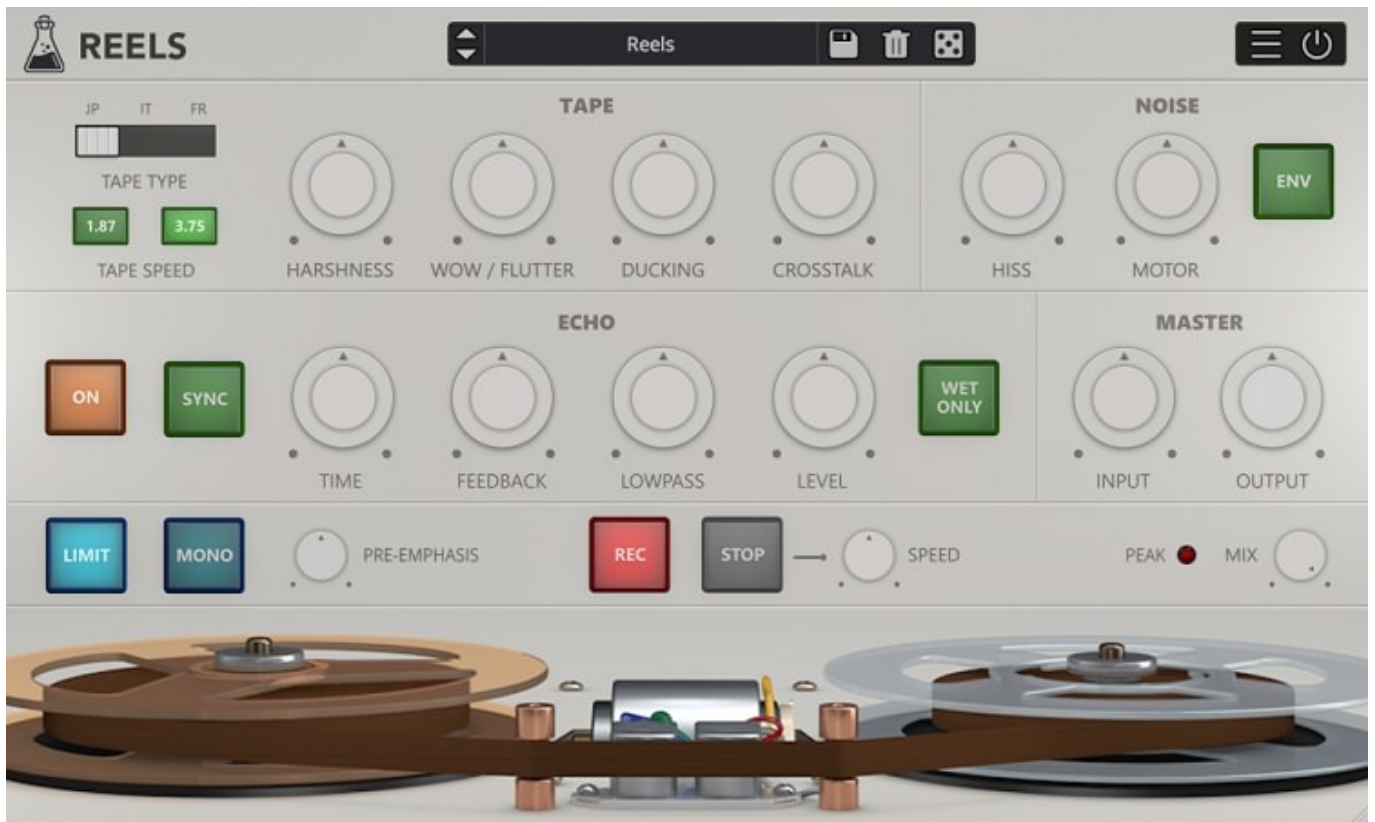 REELS
Reels
JP IT FR
TAPE
NOISE
TAPE TYPE
ENV
1.87 3.75
TAPE SPEED
HARSHNESS
WOW / FLUTTER
DUCKING
CROSSTALK
HISS
MOTOR
ECHO
MASTER
ON
SYNC
WET
ONLY
TIME
FEEDBACK
LOWPASS
LEVEL
INPUT
OUTPUT
LIMIT
MONO
PRE-EMPHASIS
REC
STOP
SPEED
PEAK
MIX